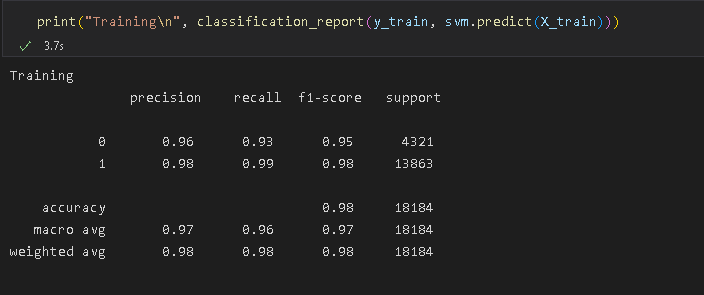 print("Training\n", classification_report(y_train, svm.predict(X_train)))
✓ 3.7s
Training
precision recall f1-score support
0 0.96 0.93 0.95 4321
1 0.98 0.99 0.98 13863
accuracy 0.98 18184
macro avg 0.97 0.96 0.97 18184
weighted avg 0.98 0.98 0.98 18184